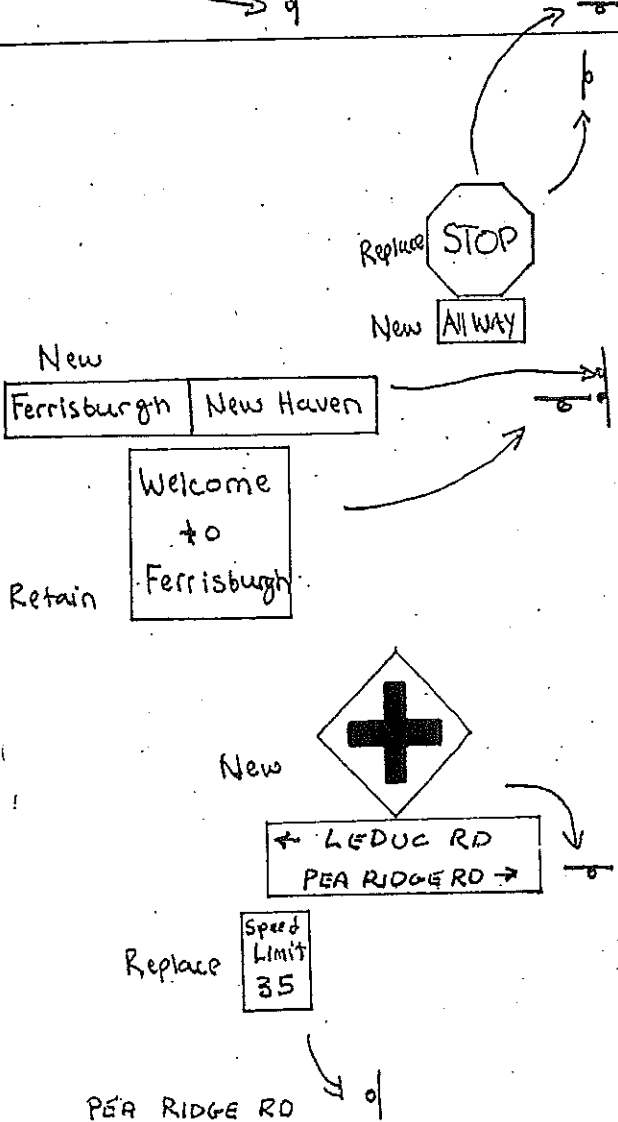 Replace STOP
New All WAY
New
Ferrisburgh New Haven
Welcome
to
Ferrisburgh
Retain
New
← LEDUC RD
PEA RIDGE RD →
Speed
Limit
35
Replace
PEA RIDGE RD